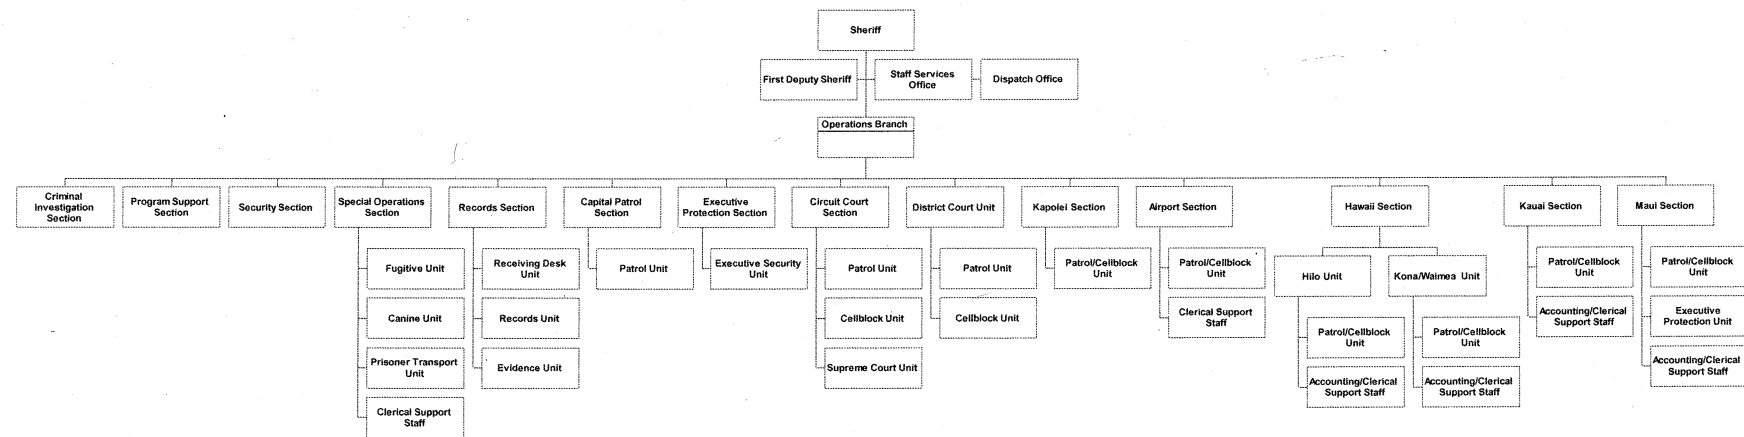 Sheriff
First Deputy Sheriff
Staff Services
Office
Dispatch Office
Operations Branch
Criminal
Investigation
Section
Program Support
Section
Security Section
Special Operations
Section
Records Section
Capital Patrol
Section
Executive
Protection Section
Circuit Court
Section
District Court Unit
Kapolei Section
Airport Section
Hawaii Section
Kauai Section
Maui Section
Fugitive Unit
Canine Unit
Prisoner Transport
Unit
Clerical Support
Staff
Receiving Desk
Unit
Records Unit
Evidence Unit
Patrol Unit
Executive Security
Unit
Patrol Unit
Cellblock Unit
Supreme Court Unit
Patrol Unit
Cellblock Unit
Patrol/Cellblock
Unit
Patrol/Cellblock
Unit
Clerical Support
Staff
Hilo Unit
Patrol/Cellblock
Unit
Accounting/Clerical
Support Staff
Kona/Waimea Unit
Patrol/Cellblock
Unit
Accounting/Clerical
Support Staff
Patrol/Cellblock
Unit
Accounting/Clerical
Support Staff
Patrol/Cellblock
Unit
Executive
Protection Unit
Accounting/Clerical
Support Staff